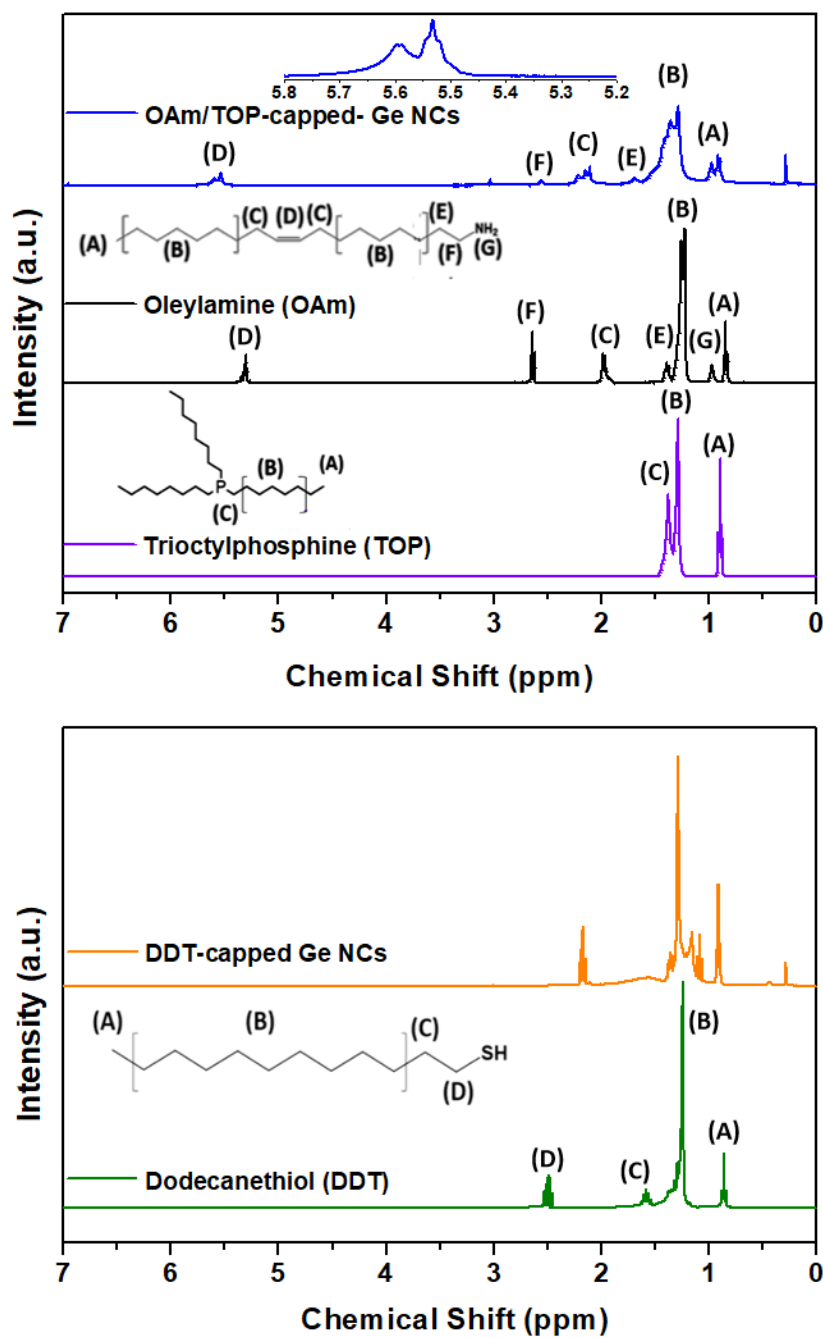 5.8 5.7 5.6 5.5 5.4 5.3 5.2
OAm/TOP-capped- Ge NCs
(D) (F) (C) (E) (B) (A)
(A) (B) (C) (D) (C) (B) (E) (F) NH₂ (G)
Oleylamine (OAm)
(D) (F) (C) (E) (B) (G) (A)
P (C) (B) (A)
Trioctylphosphine (TOP)
(C) (B) (A)
Intensity (a.u.)
7 6 5 4 3 2 1 0
Chemical Shift (ppm)
DDT-capped Ge NCs
(A) (B) (C) SH
(D)
Dodecanethiol (DDT)
(D) (C) (B) (A)
Intensity (a.u.)
7 6 5 4 3 2 1 0
Chemical Shift (ppm)